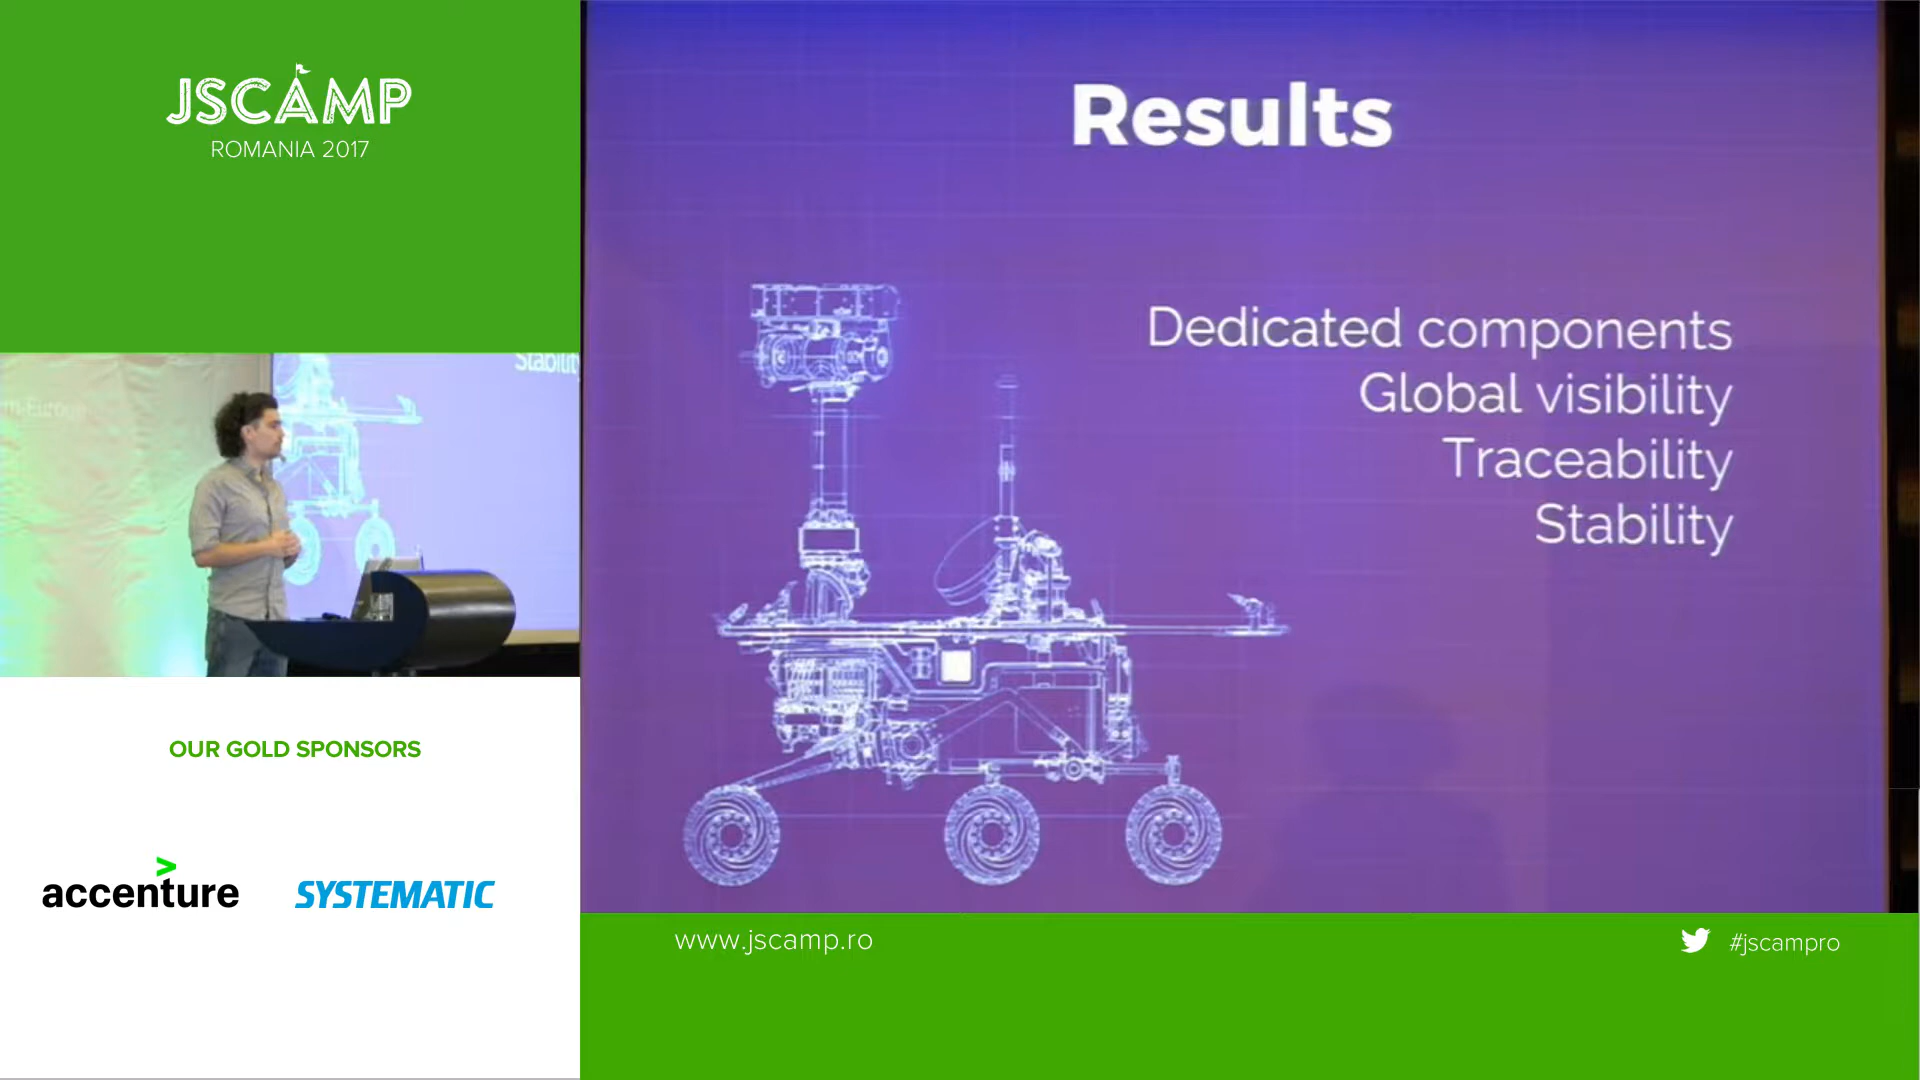 JSCAMP
ROMANIA 2017
Stability
OUR GOLD SPONSORS
accenture
SYSTEMATIC
Results
Dedicated components
Global visibility
Traceability
Stability
www.jscamp.ro
#jscampro